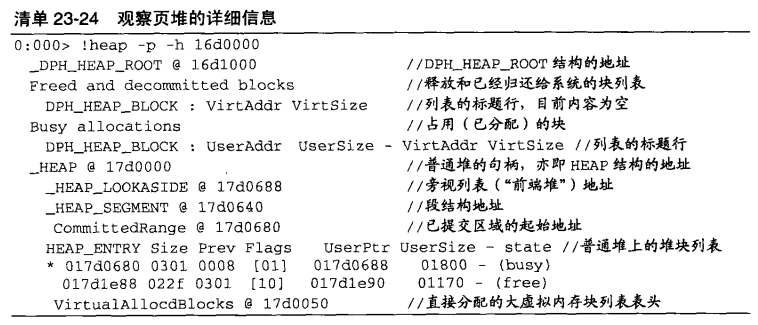 清单 23-24 观察页堆的详细信息
0:000> !heap -p -h 16d0000
_DPH_HEAP_ROOT @ 16d1000 //DPH_HEAP_ROOT 结构的地址
Freed and decommitted blocks //释放和已经归还给系统的块列表
DPH_HEAP_BLOCK : VirtAddr VirtSize //列表的标题行，目前内容为空
Busy allocations //占用（已分配）的块
DPH_HEAP_BLOCK : UserAddr UserSize - VirtAddr VirtSize //列表的标题行
_HEAP @ 17d0000 //普通堆的句柄，亦即 HEAP 结构的地址
_HEAP_LOOKASIDE @ 17d0688 //旁视列表（“前端堆”）地址
_HEAP_SEGMENT @ 17d0640 //段结构地址
CommittedRange @ 17d0680 //已提交区域的起始地址
HEAP_ENTRY Size Prev Flags UserPtr UserSize - state //普通堆上的堆块列表
* 017d0680 0301 0008 [01] 017d0688 01800 - (busy)
017d1e88 022f 0301 [10] 017d1e90 01170 - (free)
VirtualAllocdBlocks @ 17d0050 //直接分配的大虚拟内存块列表表头